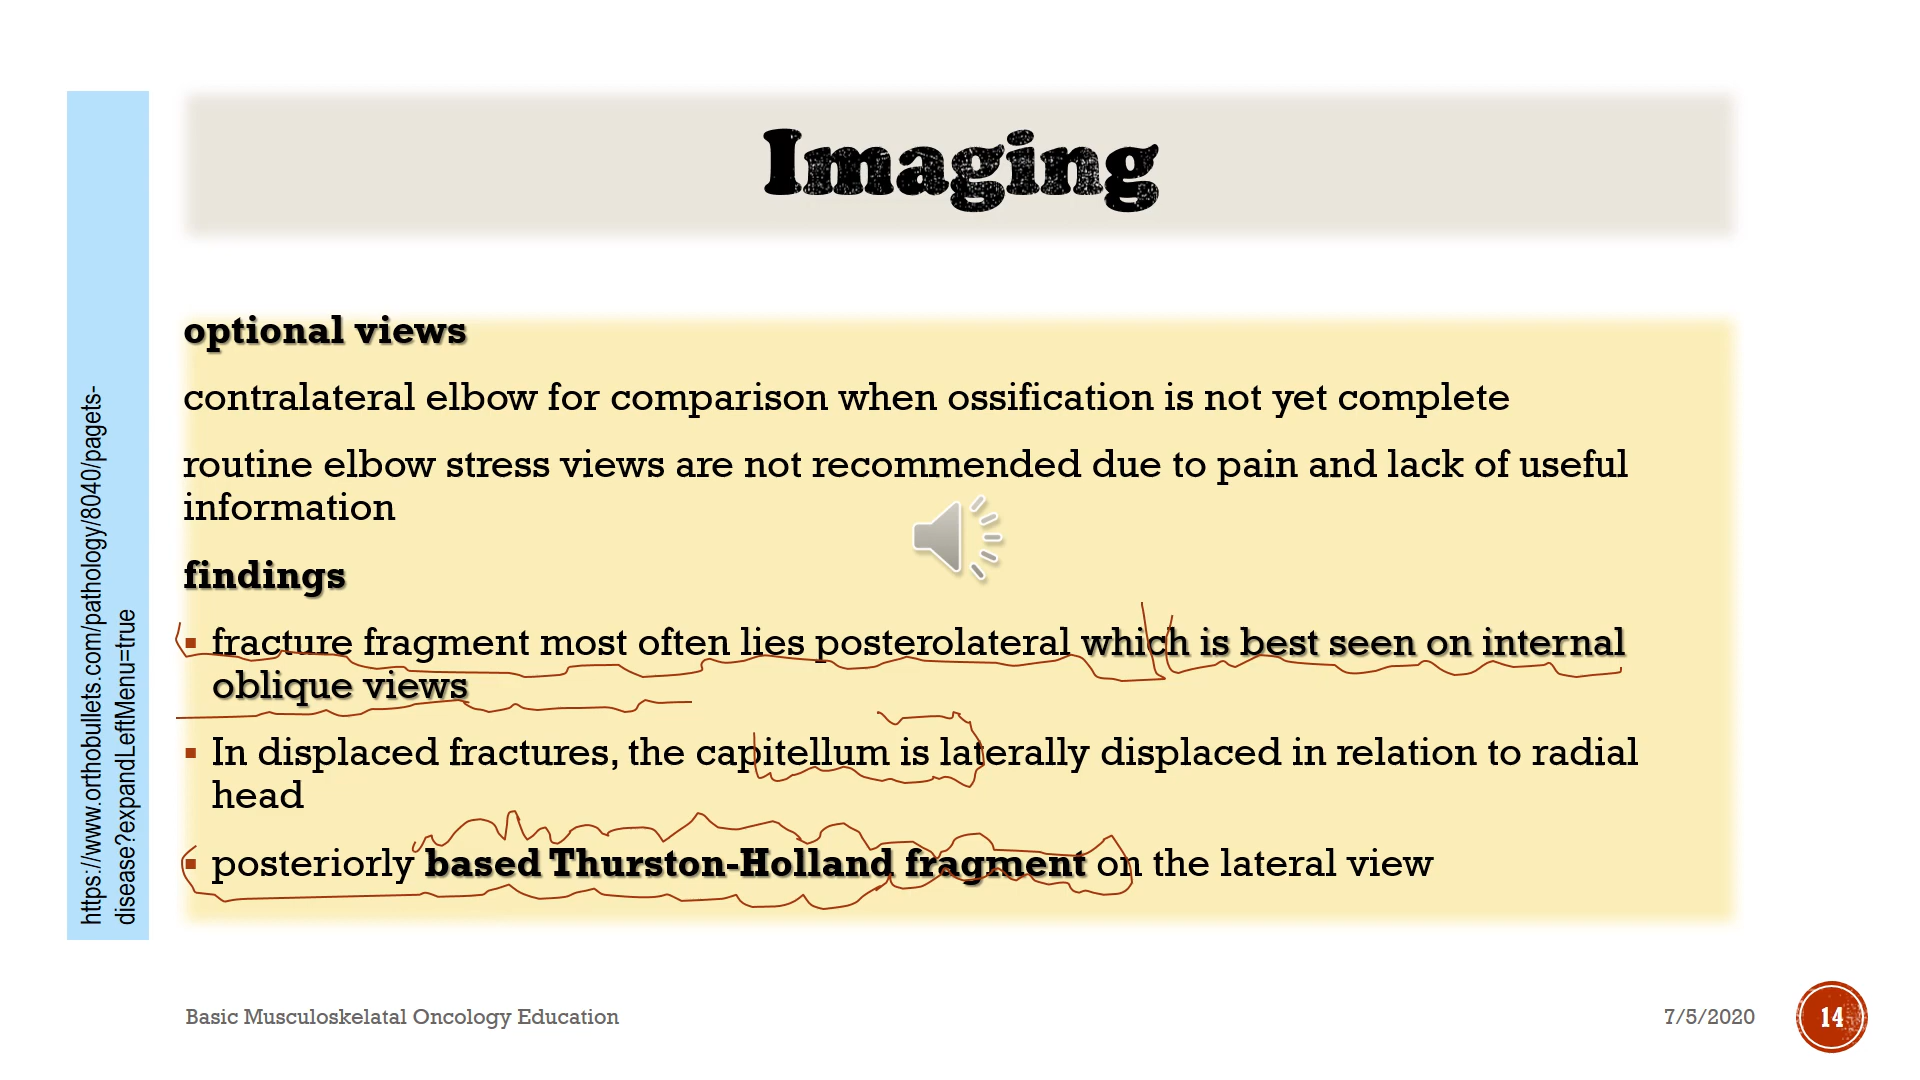 Imaging
https://www.orthobullets.com/pathology/8040/pagets-
disease?expandLeftMenu=true
optional views
contralateral elbow for comparison when ossification is not yet complete
routine elbow stress views are not recommended due to pain and lack of useful
information
findings
▪ fracture fragment most often lies posterolateral which is best seen on internal
oblique views
▪ In displaced fractures, the capitellum is laterally displaced in relation to radial
head
▪ posteriorly based Thurston-Holland fragment on the lateral view
Basic Musculoskelatal Oncology Education
7/5/2020
14